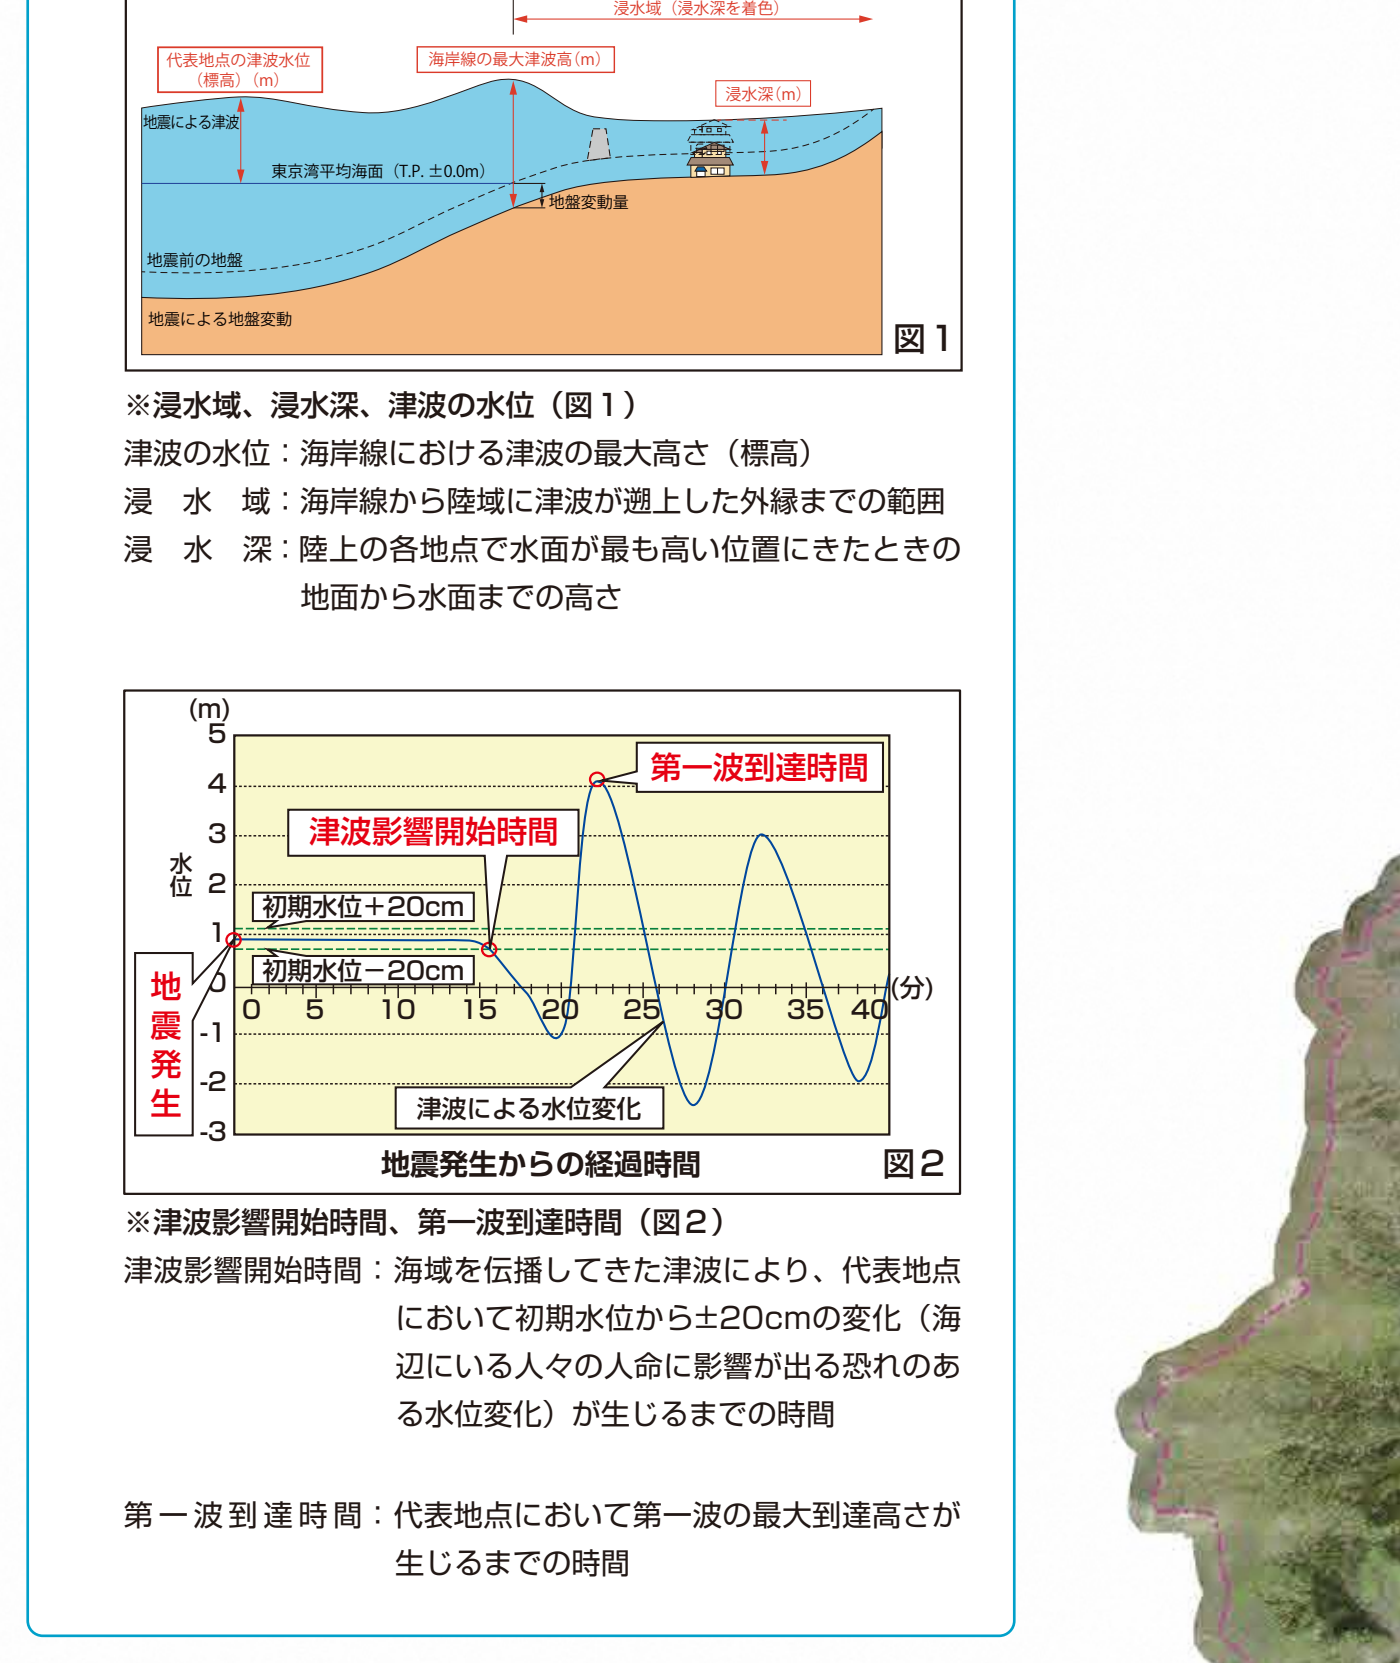 浸水域（浸水深を着色）
代表地点の津波水位
（標高）（m）
海岸線の最大津波高（m）
浸水深（m）
地震による津波
東京湾平均海面（T.P. ±0.0m）
地盤変動量
地震前の地盤
地震による地盤変動
図1
※浸水域、浸水深、津波の水位（図1）
津波の水位：海岸線における津波の最大高さ（標高）
浸　水　域：海岸線から陸域に津波が遡上した外縁までの範囲
浸　水　深：陸上の各地点で水面が最も高い位置にきたときの
地面から水面までの高さ
(m)
5
4
3
2
1
0
-1
-2
-3
水位
第一波到達時間
津波影響開始時間
初期水位＋20cm
初期水位－20cm
地震発生
0 5 10 15 20 25 30 35 40 (分)
津波による水位変化
地震発生からの経過時間
図2
※津波影響開始時間、第一波到達時間（図2）
津波影響開始時間：海域を伝播してきた津波により、代表地点
において初期水位から±20cmの変化（海
辺にいる人々の人命に影響が出る恐れのあ
る水位変化）が生じるまでの時間
第一波到達時間：代表地点において第一波の最大到達高さが
生じるまでの時間